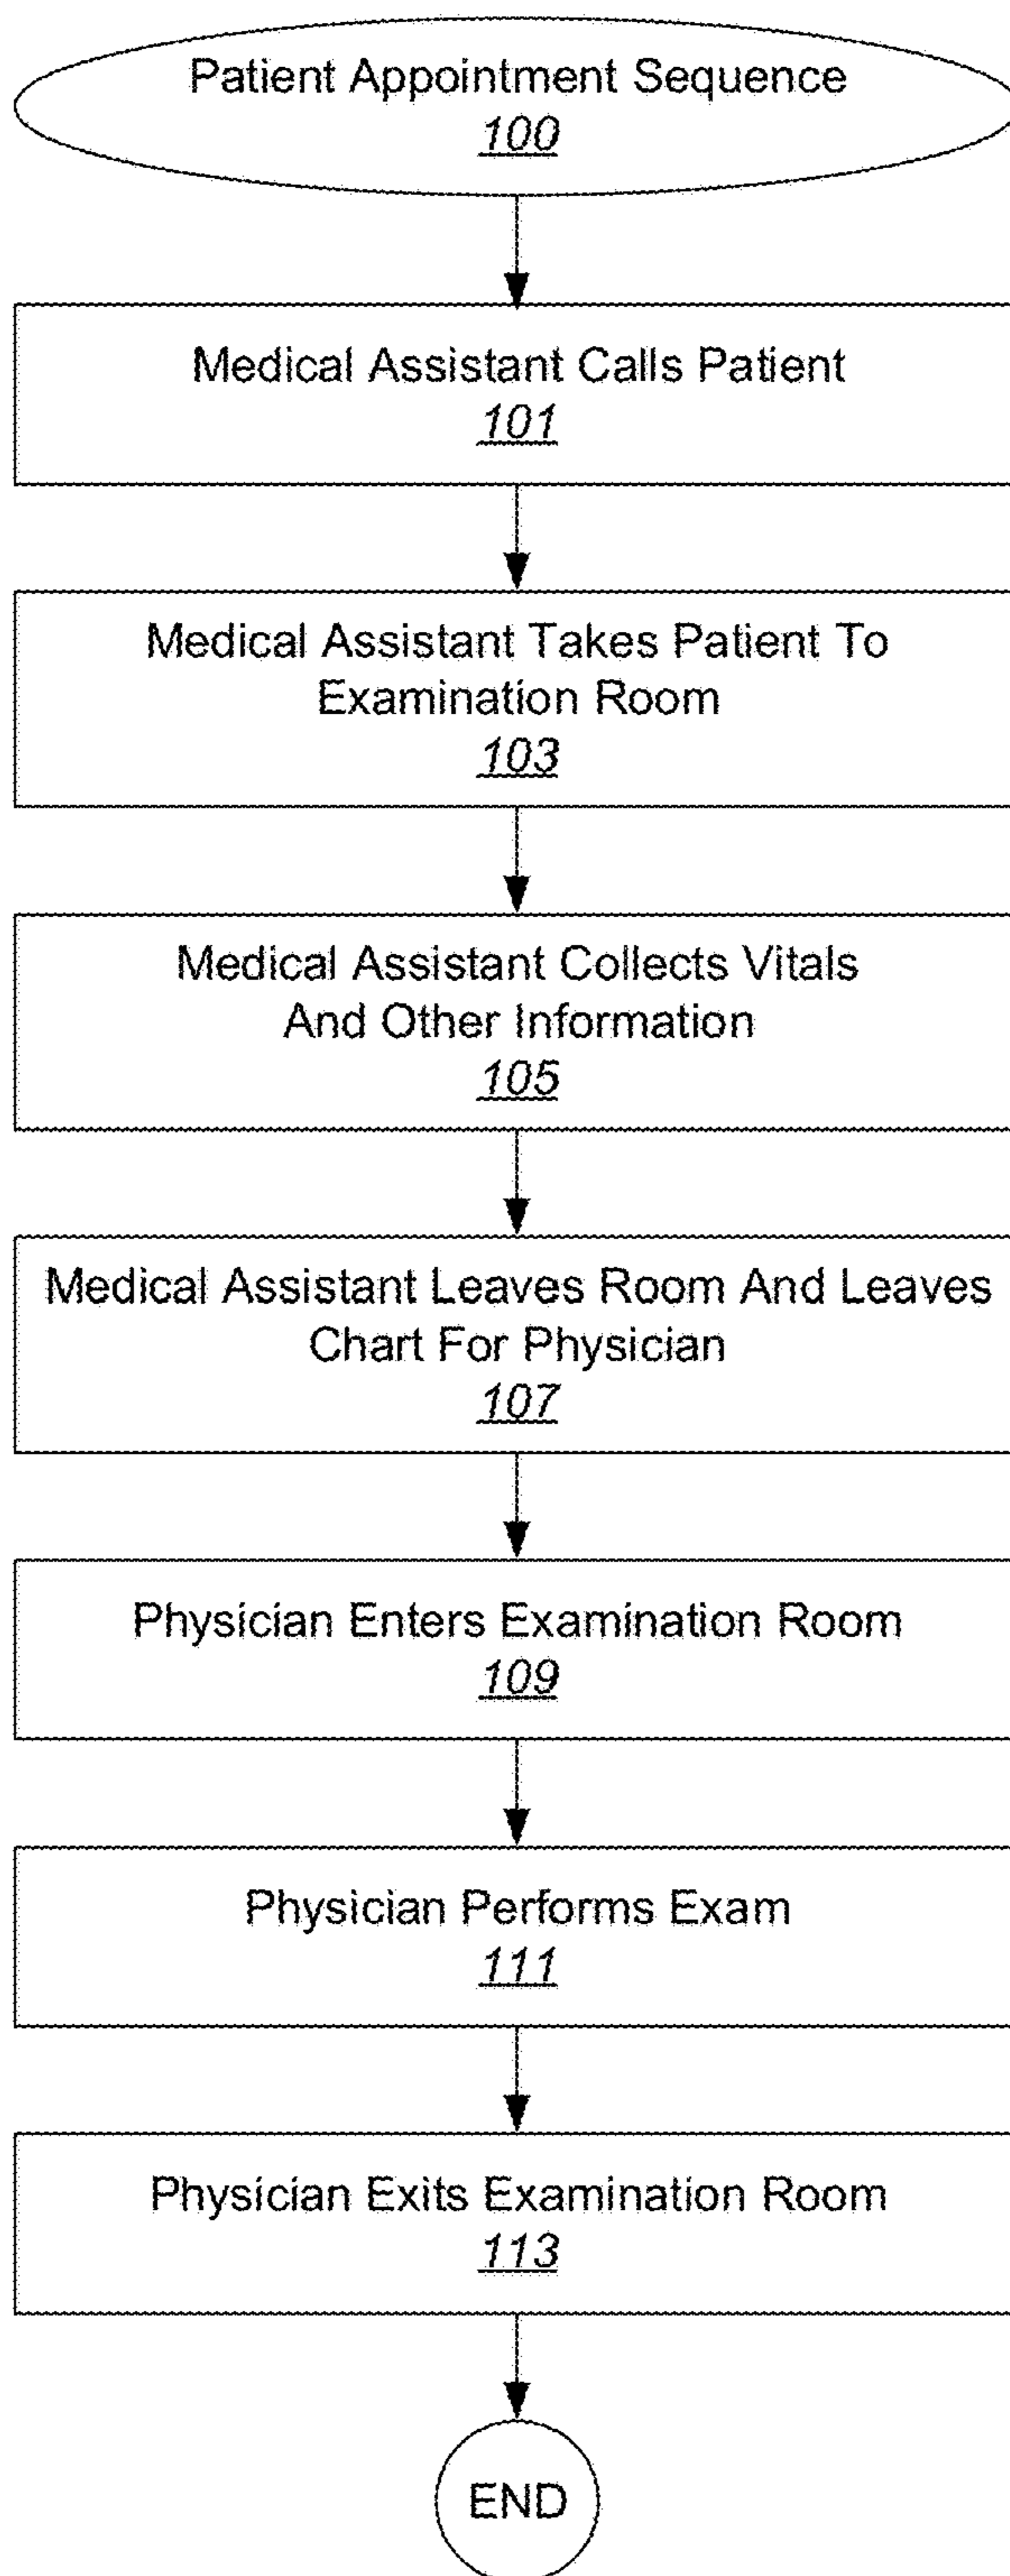 Patient Appointment Sequence
100
Medical Assistant Calls Patient
101
Medical Assistant Takes Patient To
Examination Room
103
Medical Assistant Collects Vitals
And Other Information
105
Medical Assistant Leaves Room And Leaves
Chart For Physician
107
Physician Enters Examination Room
109
Physician Performs Exam
111
Physician Exits Examination Room
113
END